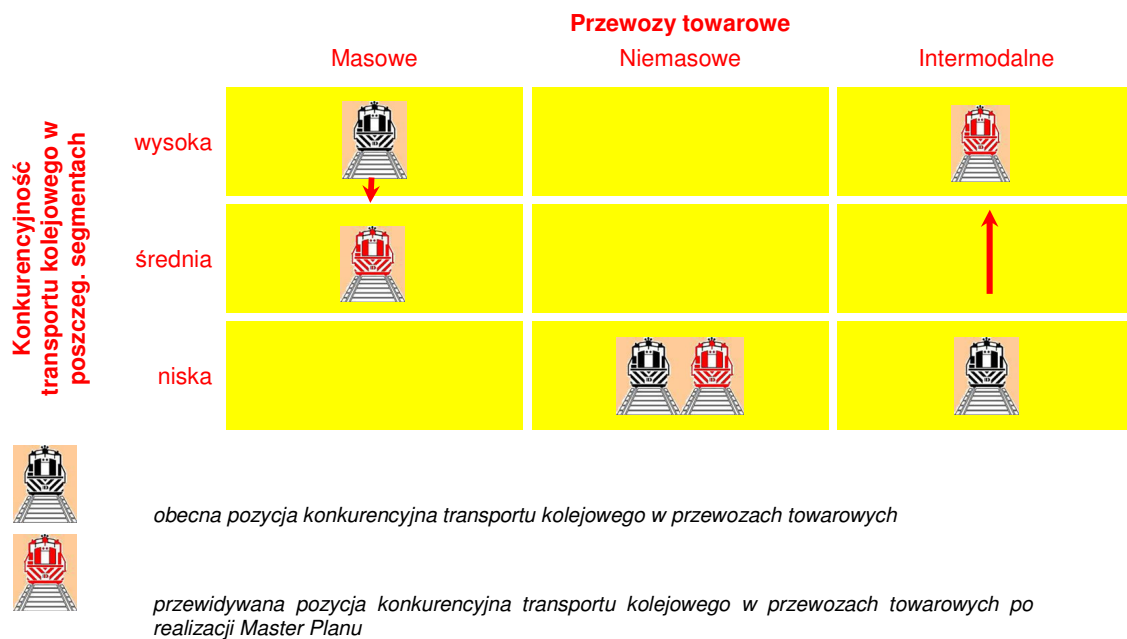 Przewozy towarowe
Masowe
Niemasowe
Intermodalne
Konkurencyjność
transportu kolejowego w
poszczeg. segmentach
wysoka
średnia
niska
obecna pozycja konkurencyjna transportu kolejowego w przewozach towarowych
przewidywana pozycja konkurencyjna transportu kolejowego w przewozach towarowych po
realizacji Master Planu